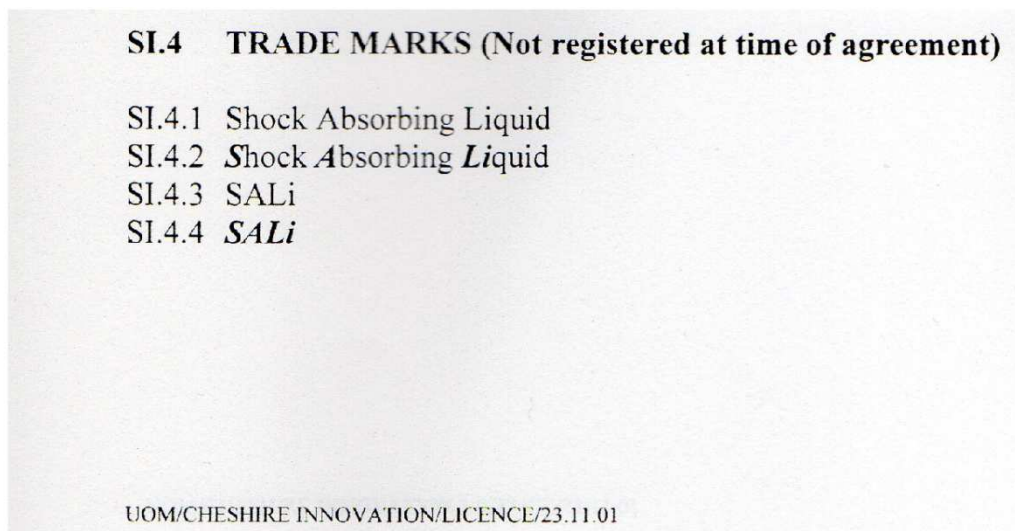 SI.4 TRADE MARKS (Not registered at time of agreement)
SI.4.1 Shock Absorbing Liquid
SI.4.2 Shock Absorbing Liquid
SI.4.3 SALi
SI.4.4 SALi
UOM/CHESHIRE INNOVATION/LICENCE/23.11.01